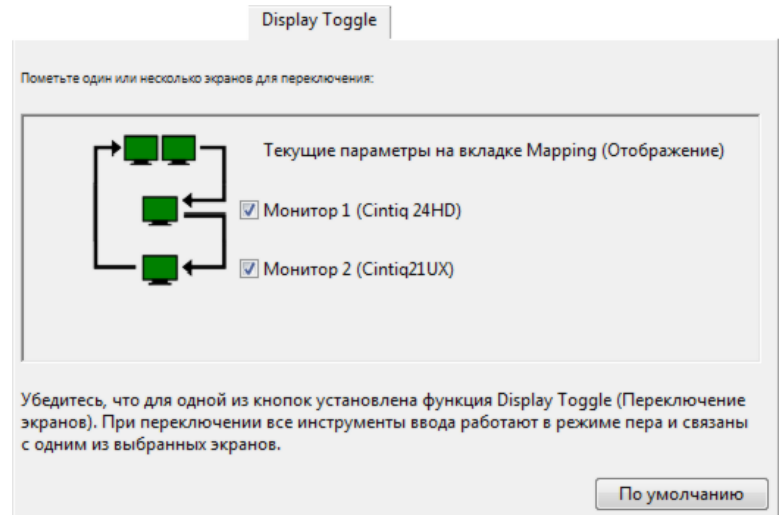 Display Toggle
Пометьте один или несколько экранов для переключения:
Текущие параметры на вкладке Mapping (Отображение)
Монитор 1 (Cintiq 24HD)
Монитор 2 (Cintiq21UX)
Убедитесь, что для одной из кнопок установлена функция Display Toggle (Переключение
экранов). При переключении все инструменты ввода работают в режиме пера и связаны
с одним из выбранных экранов.
По умолчанию